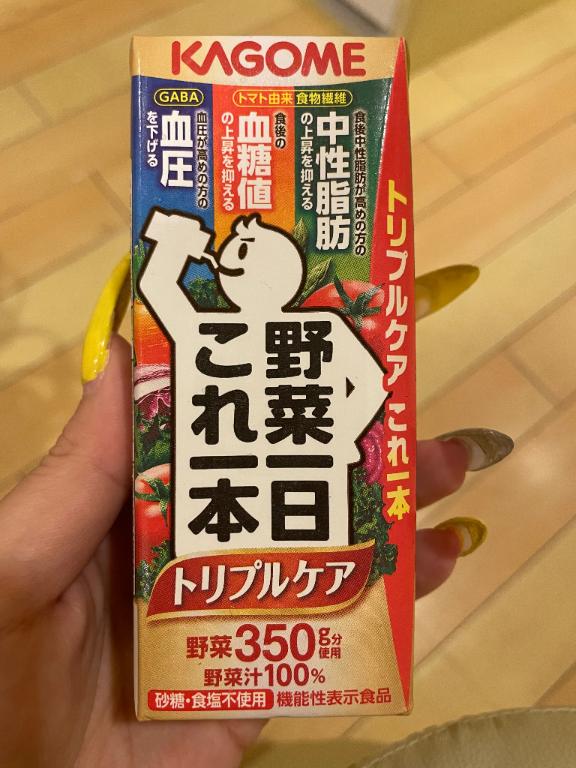 KAGOME
GABA
血圧が高めの方の
血圧
を下げる
トマト由来 食物繊維
食後の
血糖値
の上昇を抑える
食後中性脂肪が高めの方の
中性脂肪
の上昇を抑える
トリプルケア これ一本
野菜一日
これ一本
トリプルケア
野菜350g分使用
野菜汁100%
砂糖・食塩不使用 機能性表示食品